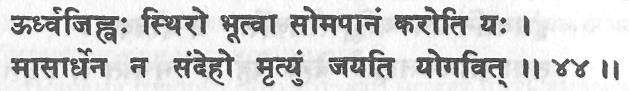 ऊर्ध्वजिह्वः स्थिरो भूत्वा सोमपानं करोति यः ।
मासार्धेन न संदेहो मृत्युं जयति योगवित् ।। ४४ ।।